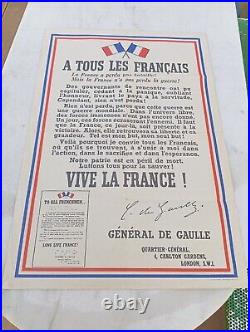 A TOUS LES FRANÇAIS
La France a perdu une bataille!
Mais la France n'a pas perdu la guerre!
Des gouvernants de rencontre ont pu
capituler, cédant à la panique, oubliant
l'honneur, livrant le pays à la servitude.
Cependant, rien n'est perdu!
Rien n'est perdu, parce que cette guerre est
une guerre mondiale. Dans l'univers libre,
des forces immenses n'ont pas encore donné.
Un jour, ces forces écraseront l'ennemi. Il faut
que la France, ce jour-là, soit présente à la
victoire. Alors, elle retrouvera sa liberté et sa
grandeur. Tel est mon but, mon seul but!
Voilà pourquoi je convie tous les Français,
où qu'ils se trouvent, à s'unir à moi dans
l'action, dans le sacrifice et dans l'espérance.
Notre patrie est en péril de mort.
Luttons tous pour la sauver!
VIVE LA FRANCE !
TO ALL FRENCHMEN
LONG LIVE FRANCE!
C. de Gaulle
GÉNÉRAL DE GAULLE
QUARTIER-GÉNÉRAL,
4, CARLTON GARDENS,
LONDON, S.W.1.